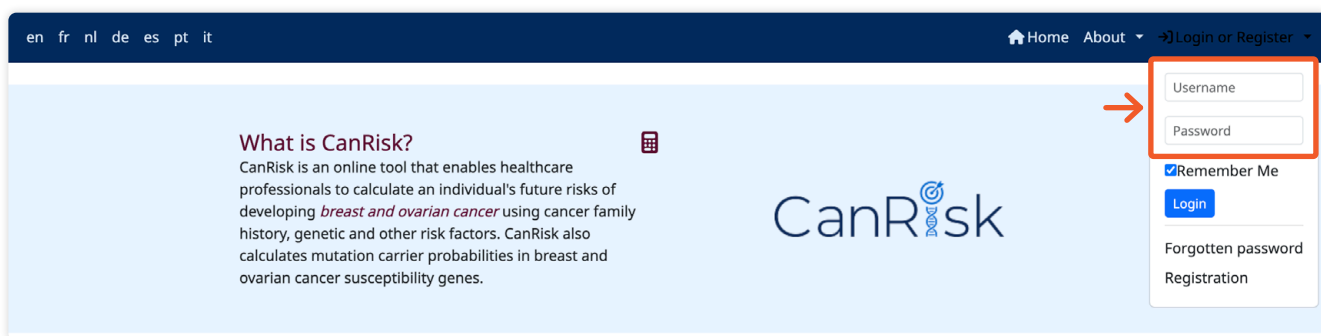 en fr nl de es pt it
Home About Login or Register
Username
Password
Remember Me
Login
Forgotten password
Registration
What is CanRisk?
CanRisk is an online tool that enables healthcare
professionals to calculate an individual's future risks of
developing breast and ovarian cancer using cancer family
history, genetic and other risk factors. CanRisk also
calculates mutation carrier probabilities in breast and
ovarian cancer susceptibility genes.
CanRisk